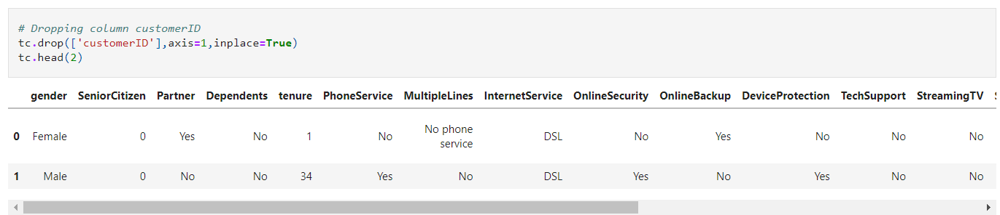 # Dropping column customerID
tc.drop(['customerID'],axis=1,inplace=True)
tc.head(2)
gender SeniorCitizen Partner Dependents tenure PhoneService MultipleLines InternetService OnlineSecurity OnlineBackup DeviceProtection TechSupport StreamingTV
0 Female 0 Yes No 1 No No phone service DSL No Yes No No No
1 Male 0 No No 34 Yes No DSL Yes No Yes No No